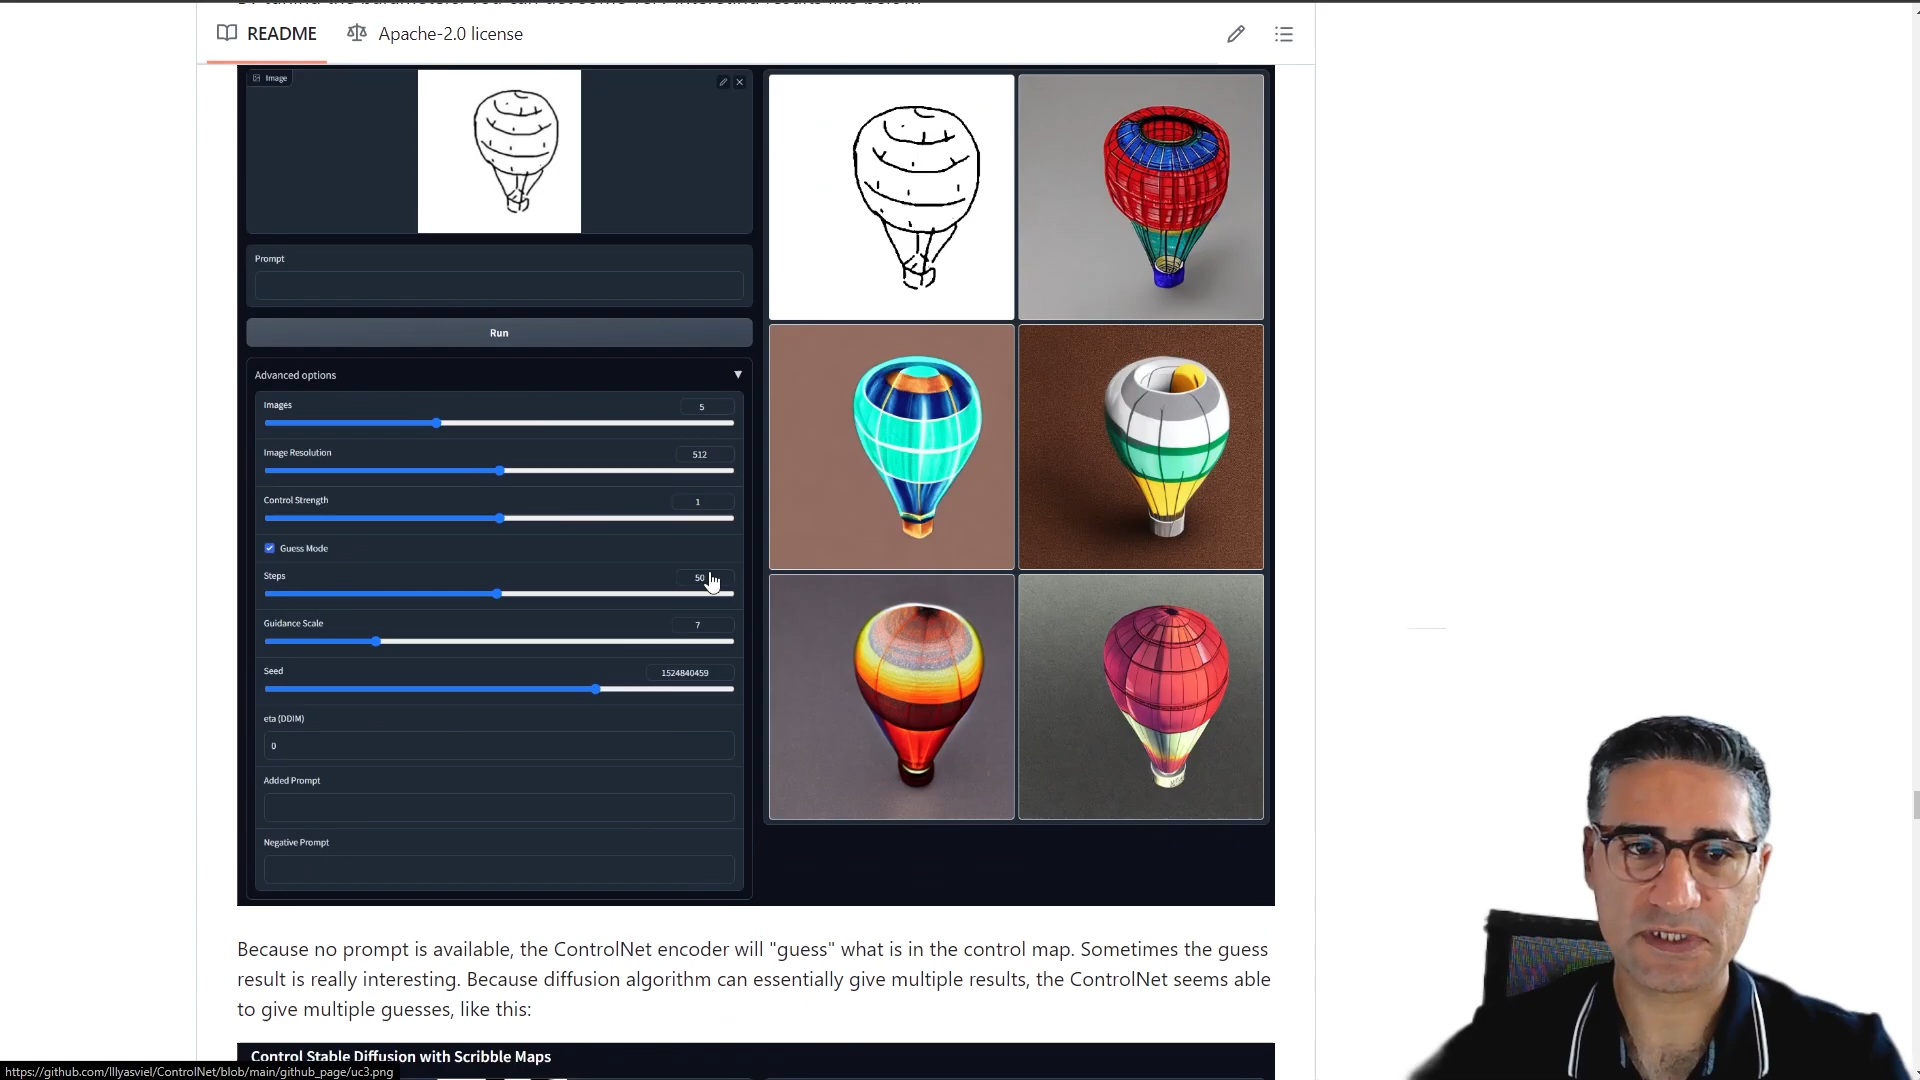 README
Apache-2.0 license
Image
Prompt
Run
Advanced options
Images
5
Image Resolution
512
Control Strength
1
Guess Mode
Steps
50
Guidance Scale
7
Seed
1524840459
eta (DDIM)
0
Added Prompt
Negative Prompt
Because no prompt is available, the ControlNet encoder will "guess" what is in the control map. Sometimes the guess
result is really interesting. Because diffusion algorithm can essentially give multiple results, the ControlNet seems able
to give multiple guesses, like this:
Control Stable Diffusion with Scribble Maps
https://github.com/lllyasviel/ControlNet/blob/main/github_page/uc3.png